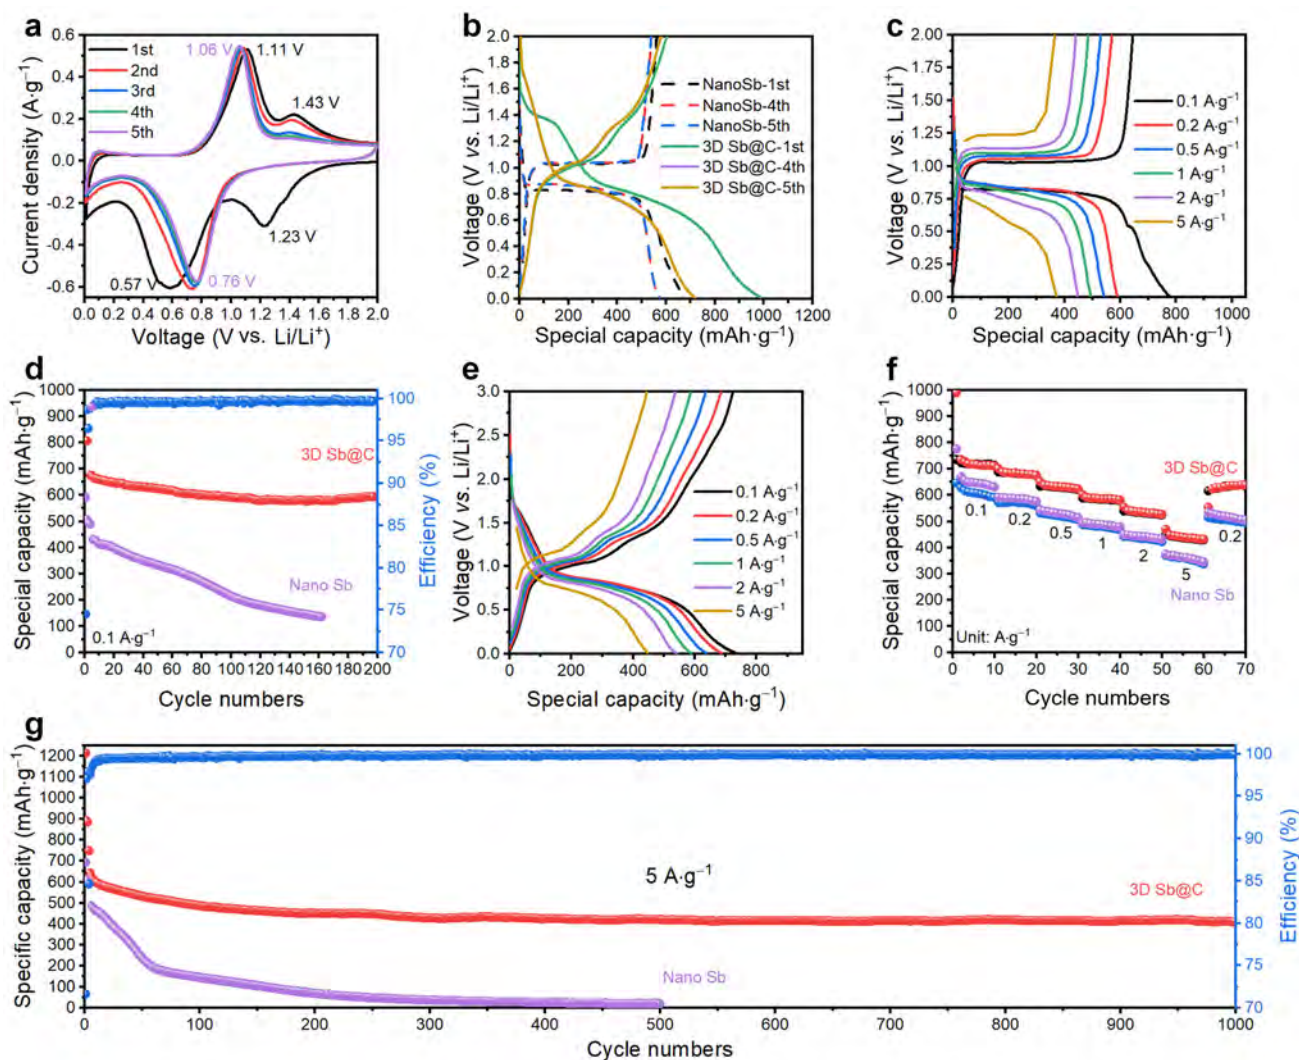 a
Current density (A·g⁻¹)
0.6
0.4
0.2
0.0
-0.2
-0.4
-0.6
1st
2nd
3rd
4th
5th
1.06 V
1.11 V
1.43 V
1.23 V
0.57 V
0.76 V
0.0 0.2 0.6 0.8 1.0 1.2 1.4 1.6 1.8 2.0
Voltage (V vs. Li/Li⁺)
b
Voltage (V vs. Li/Li⁺)
2.0
1.8
1.6
1.4
1.2
1.0
0.8
0.6
0.4
0.2
0.0
NanoSb-1st
NanoSb-4th
NanoSb-5th
3D Sb@C-1st
3D Sb@C-4th
3D Sb@C-5th
0 200 400 600 800 1000 1200
Special capacity (mAh·g⁻¹)
c
Voltage (V vs. Li/Li⁺)
2.00
1.75
1.50
1.25
1.00
0.75
0.50
0.25
0.00
0.1 A·g⁻¹
0.2 A·g⁻¹
0.5 A·g⁻¹
1 A·g⁻¹
2 A·g⁻¹
5 A·g⁻¹
0 200 400 600 800 1000
Special capacity (mAh·g⁻¹)
d
Special capacity (mAh·g⁻¹)
1000
950
900
800
700
600
500
400
300
200
100
0
3D Sb@C
Nano Sb
0.1 A·g⁻¹
0 20 40 60 80 100 120 140 160 180 200
Cycle numbers
100
95
90
85
80
75
70
Efficiency (%)
e
Voltage (V vs. Li/Li⁺)
3.0
2.5
2.0
1.5
1.0
0.5
0.0
0.1 A·g⁻¹
0.2 A·g⁻¹
0.5 A·g⁻¹
1 A·g⁻¹
2 A·g⁻¹
5 A·g⁻¹
0 200 400 600 800
Special capacity (mAh·g⁻¹)
f
Special capacity (mAh·g⁻¹)
1000
950
900
800
700
600
500
400
300
200
100
0
3D Sb@C
0.1
0.2
0.5
1
2
5
0.2
Nano Sb
Unit: A·g⁻¹
0 10 20 30 40 50 60 70
Cycle numbers
g
Specific capacity (mAh·g⁻¹)
1200
1100
1000
900
800
700
600
500
400
300
200
100
0
5 A·g⁻¹
3D Sb@C
Nano Sb
0 100 200 300 400 500 600 700 800 900 1000
Cycle numbers
100
95
90
85
80
75
70
Efficiency (%)